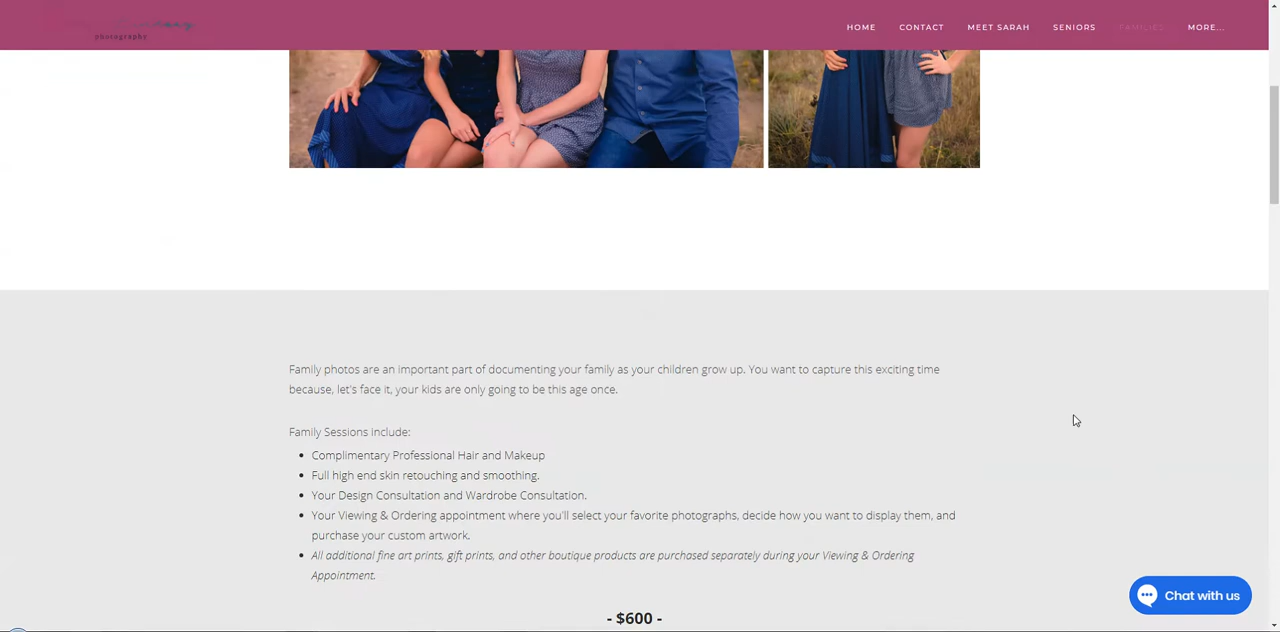 photography
HOME CONTACT MEET SARAH SENIORS FAMILIES MORE...
Family photos are an important part of documenting your family as your children grow up. You want to capture this exciting time
because, let's face it, your kids are only going to be this age once.
Family Sessions include:
• Complimentary Professional Hair and Makeup
• Full high end skin retouching and smoothing.
• Your Design Consultation and Wardrobe Consultation.
• Your Viewing & Ordering appointment where you'll select your favorite photographs, decide how you want to display them, and
purchase your custom artwork.
• All additional fine art prints, gift prints, and other boutique products are purchased separately during your Viewing & Ordering
Appointment.
- $600 -
Chat with us